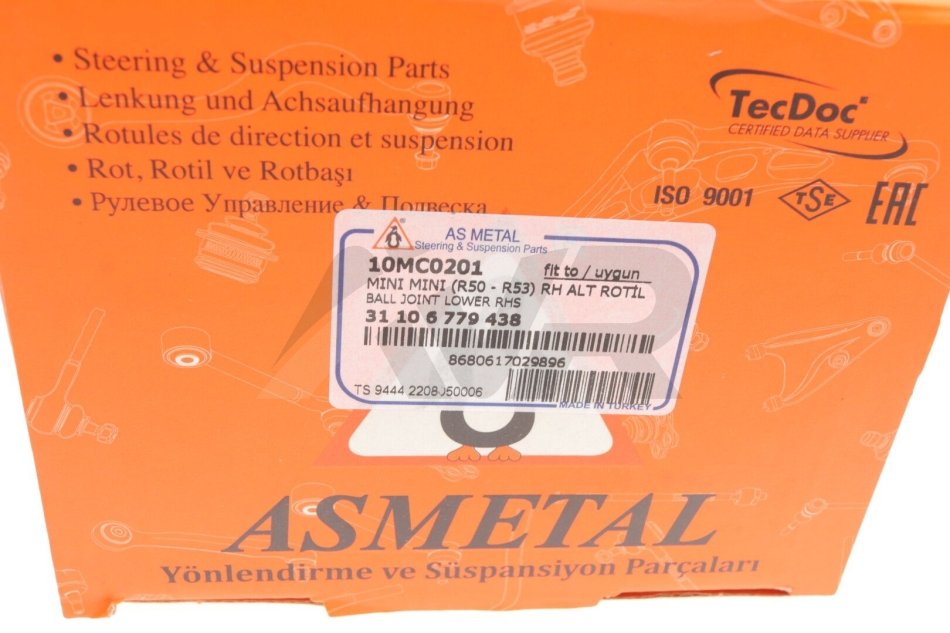 • Steering & Suspension Parts
• Lenkung und Achsaufhangung
• Rotules de direction et suspension
• Rot, Rotil ve Rotbaşı
• Рулевое Управление & Подвеска
TecDoc
CERTIFIED DATA SUPPLIER
ISO 9001 TSE EAC
AS METAL
Steering & Suspension Parts
10MC0201 fit to / uygun
MINI MINI (R50 - R53) RH ALT ROTİL
BALL JOINT LOWER RHS
31 10 6 779 438
8680617029896
TS 9444 2208050006
MADE IN TURKEY
ASMETAL
Yönlendirme ve Süspansiyon Parçaları